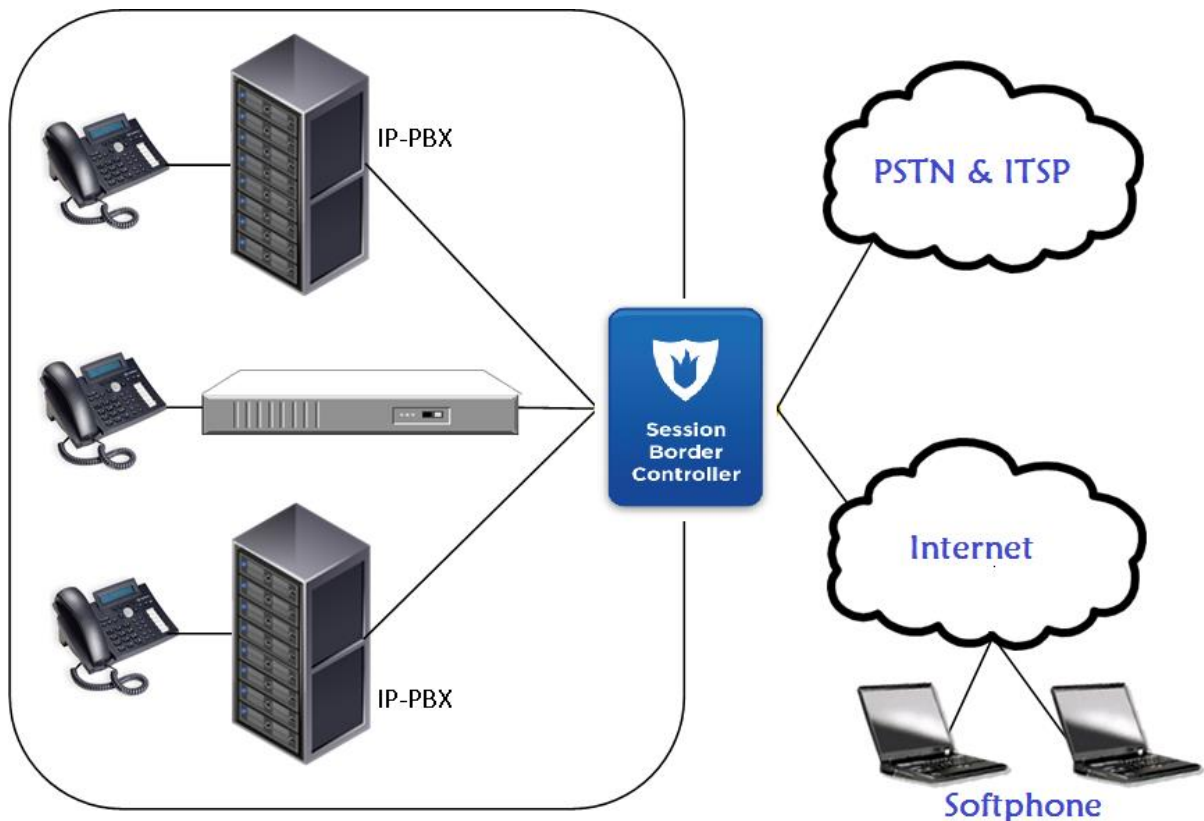 IP-PBX
PSTN & ITSP
Session
Border
Controller
Internet
IP-PBX
Softphone